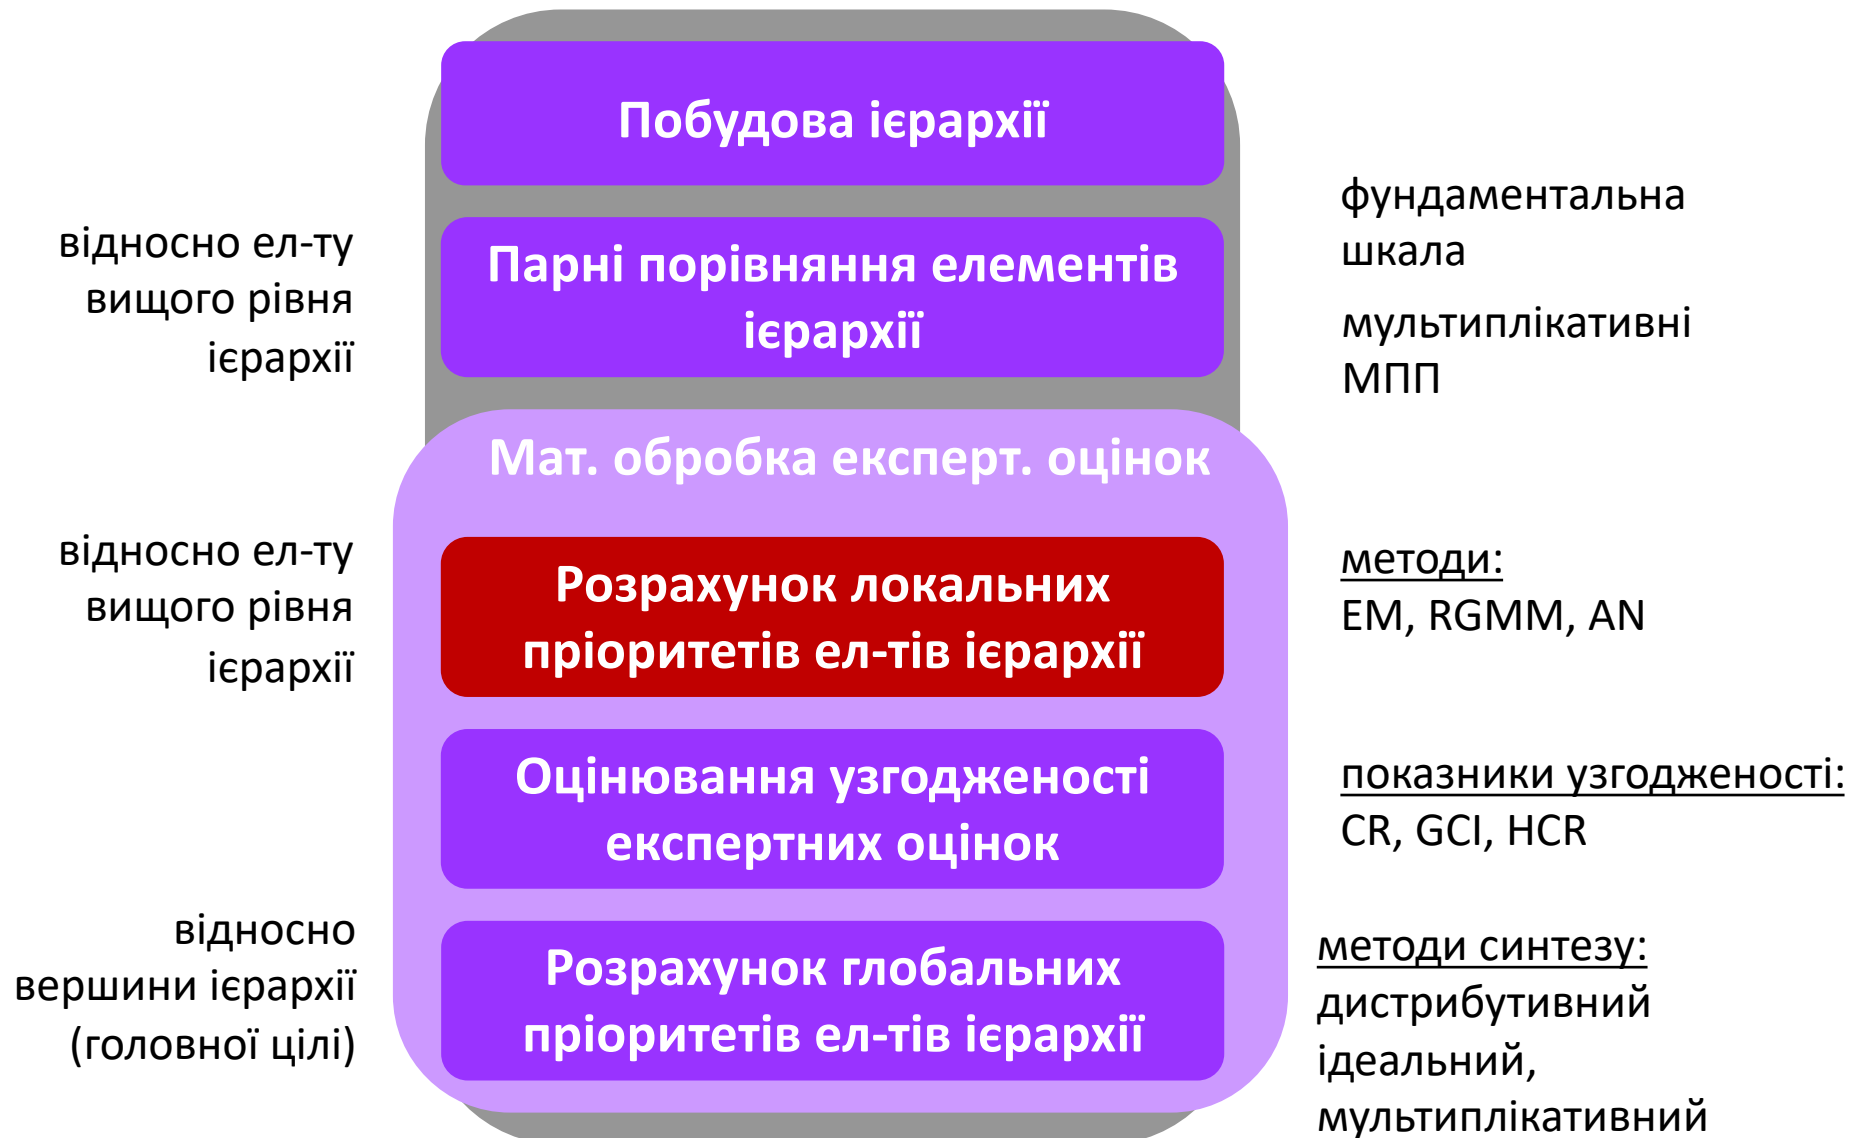 Побудова ієрархії
відносно ел-ту
вищого рівня
ієрархії
Парні порівняння елементів
ієрархії
фундаментальна
шкала
мультиплікативні
МПП
Мат. обробка експерт. оцінок
відносно ел-ту
вищого рівня
ієрархії
Розрахунок локальних
пріоритетів ел-тів ієрархії
методи:
EM, RGMM, AN
Оцінювання узгодженості
експертних оцінок
показники узгодженості:
CR, GCI, HCR
відносно
вершини ієрархії
(головної цілі)
Розрахунок глобальних
пріоритетів ел-тів ієрархії
методи синтезу:
дистрибутивний
ідеальний,
мультиплікативний